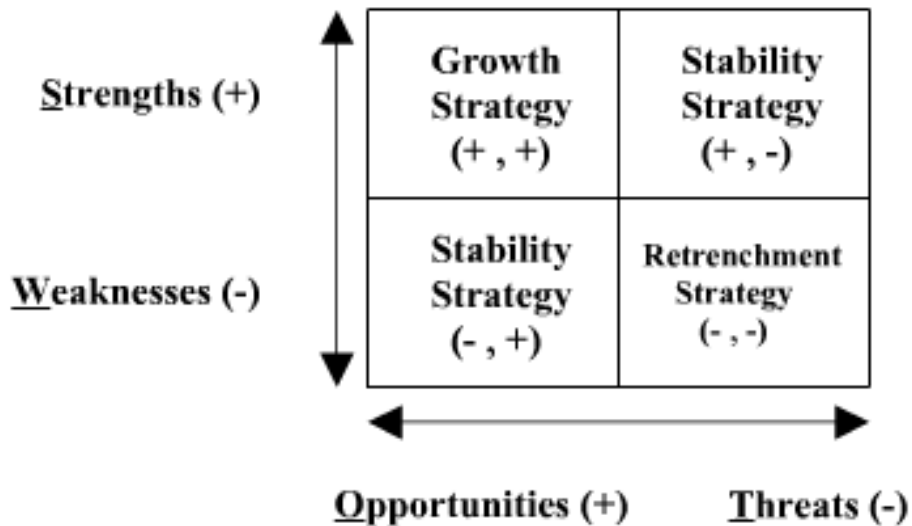 Strengths (+)
Growth
Strategy
(+ , +)
Stability
Strategy
(+ , -)
Weaknesses (-)
Stability
Strategy
(- , +)
Retrenchment
Strategy
(- , -)
Opportunities (+)
Threats (-)